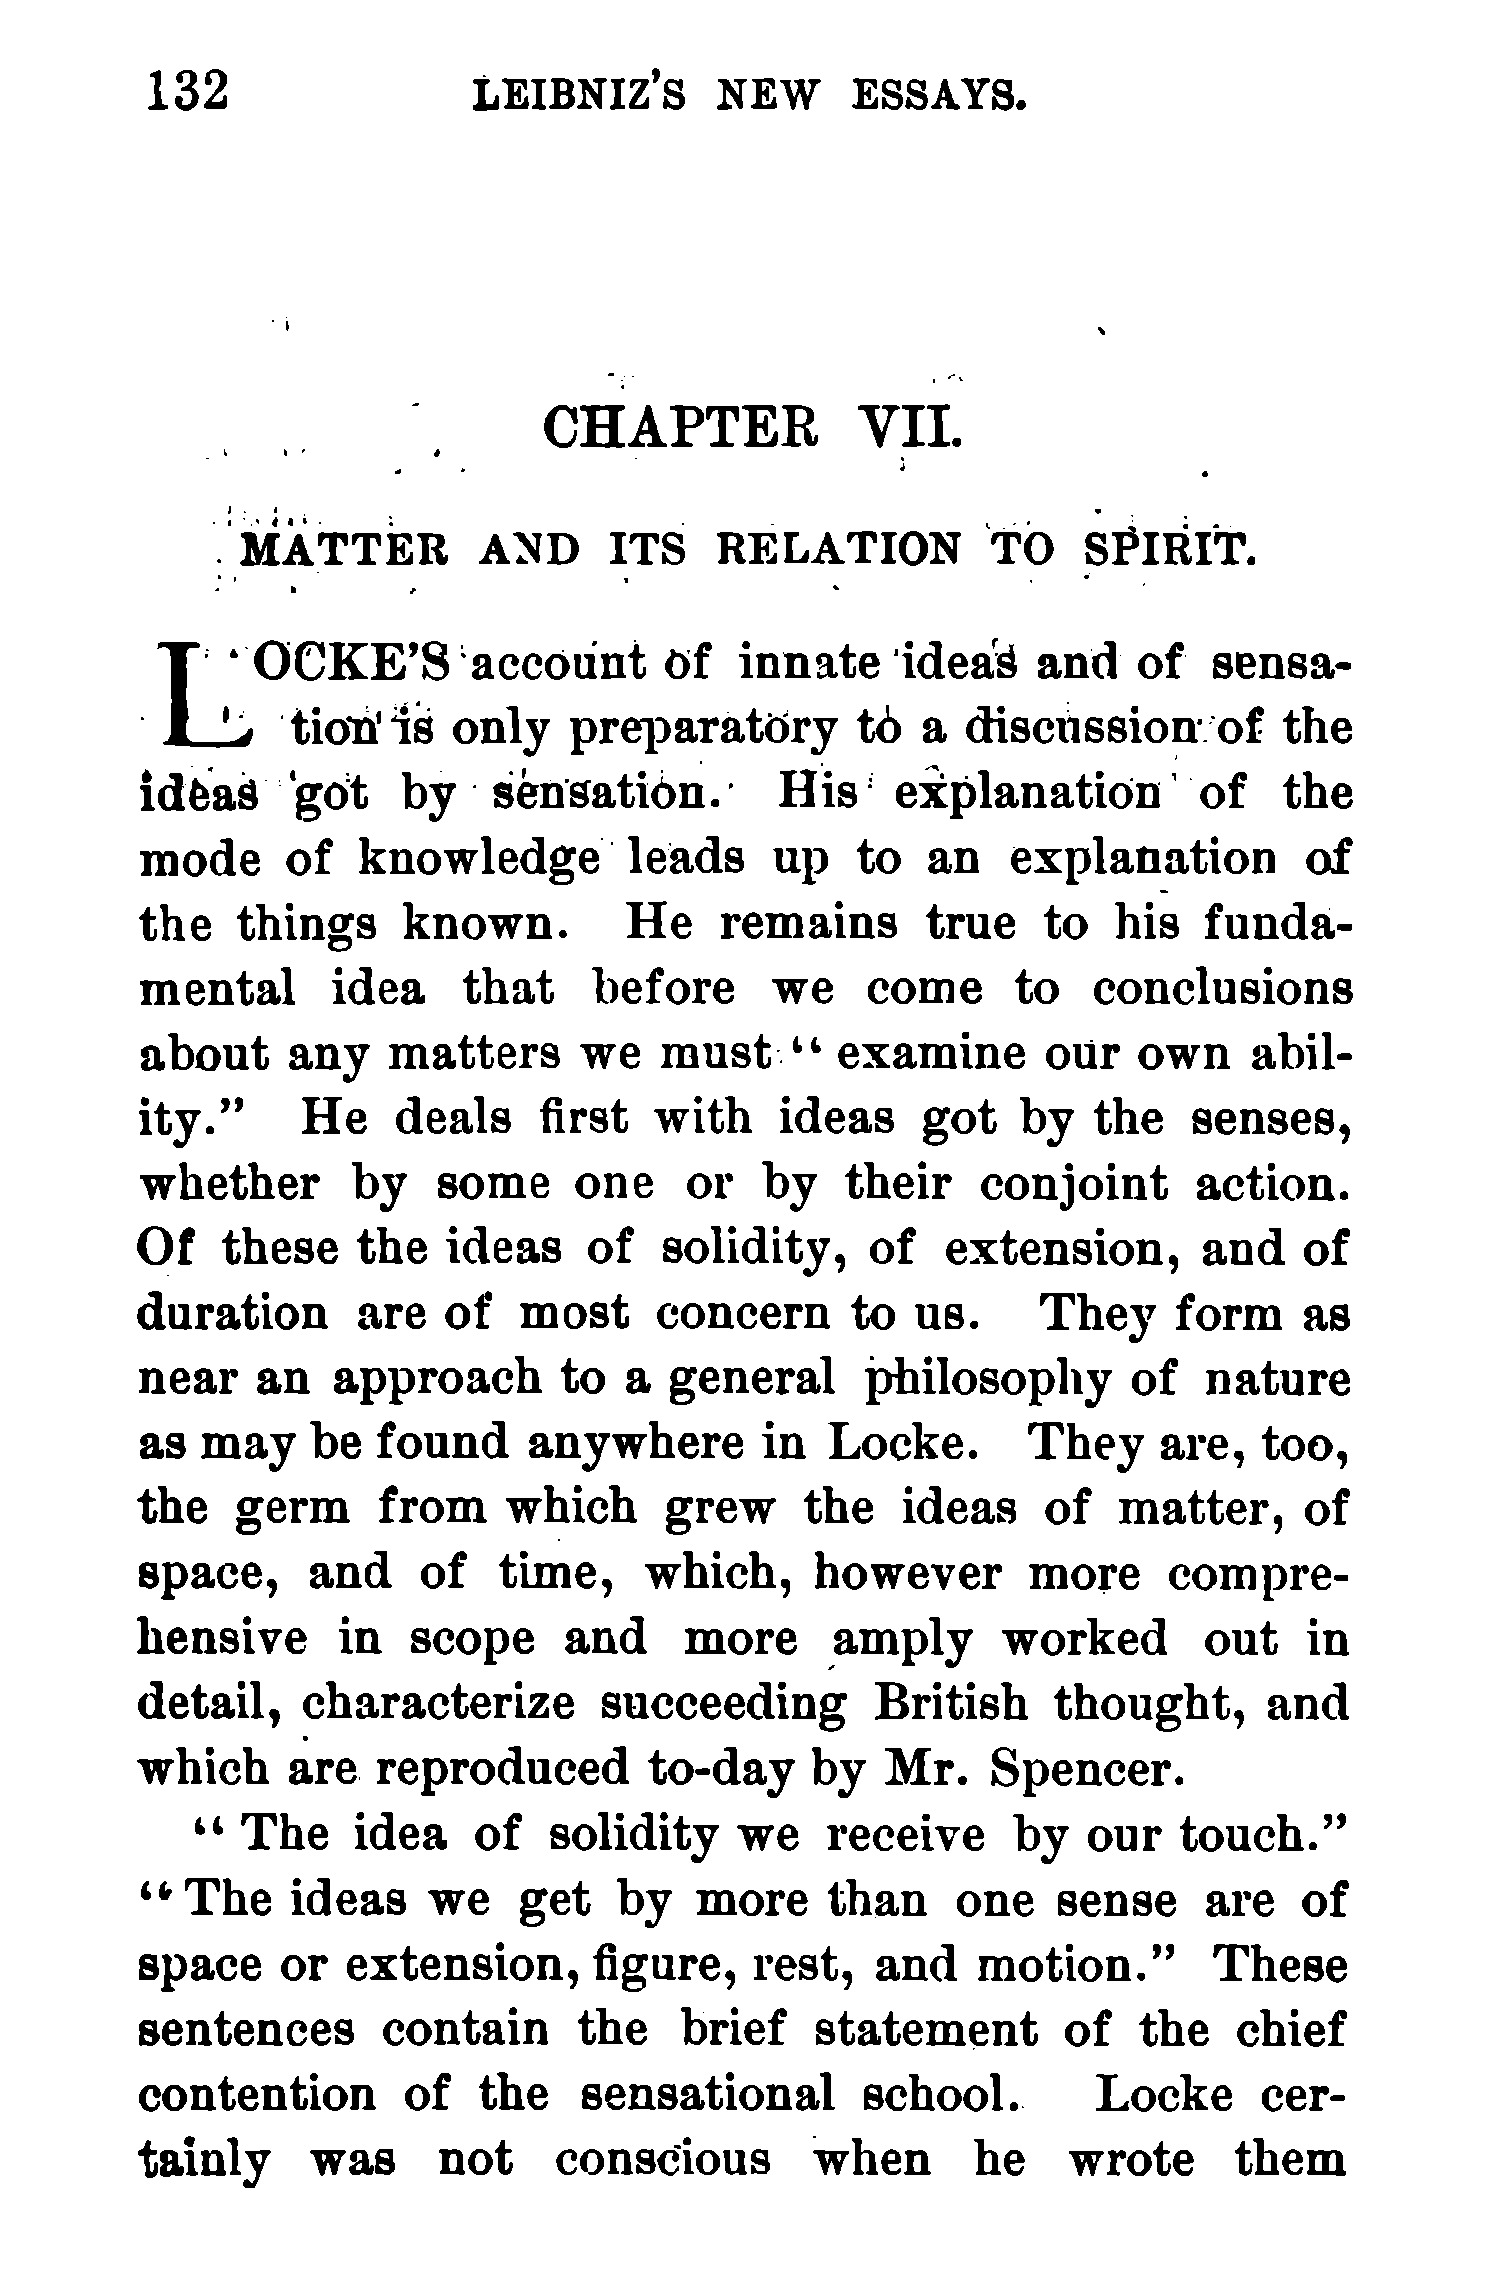 132 LEIBNIZ'S NEW ESSAYS.
CHAPTER VII.
MATTER AND ITS RELATION TO SPIRIT.
LOCKE'S account of innate ideas and of sensa-
tion is only preparatory to a discussion of the
ideas got by sensation. His explanation of the
mode of knowledge leads up to an explanation of
the things known. He remains true to his funda-
mental idea that before we come to conclusions
about any matters we must “ examine our own abil-
ity.” He deals first with ideas got by the senses,
whether by some one or by their conjoint action.
Of these the ideas of solidity, of extension, and of
duration are of most concern to us. They form as
near an approach to a general philosophy of nature
as may be found anywhere in Locke. They are, too,
the germ from which grew the ideas of matter, of
space, and of time, which, however more compre-
hensive in scope and more amply worked out in
detail, characterize succeeding British thought, and
which are reproduced to-day by Mr. Spencer.
“ The idea of solidity we receive by our touch.”
“ The ideas we get by more than one sense are of
space or extension, figure, rest, and motion.” These
sentences contain the brief statement of the chief
contention of the sensational school. Locke cer-
tainly was not conscious when he wrote them